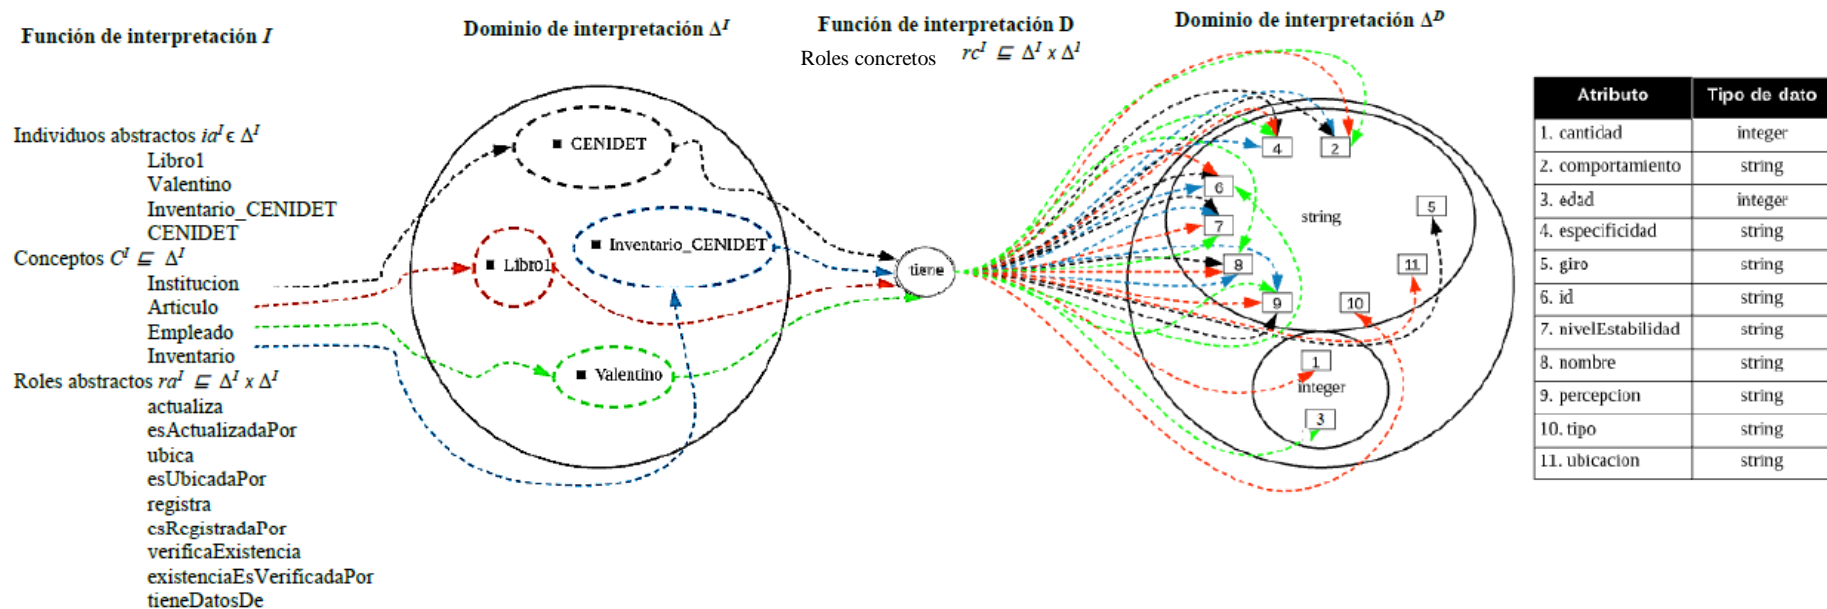 Función de interpretación I
Dominio de interpretación Δᴵ
Función de interpretación D
Dominio de interpretación Δᴰ
Roles concretos rcᴵ ⊑ Δᴵ x Δᴵ
Individuos abstractos iaᴵ ϵ Δᴵ
Libro1
Valentino
Inventario_CENIDET
CENIDET
Conceptos Cᴵ ⊑ Δᴵ
Institucion
Articulo
Empleado
Inventario
Roles abstractos raᴵ ⊑ Δᴵ x Δᴵ
actualiza
esActualizadaPor
ubica
esUbicadaPor
registra
csRcgistradaPor
verificaExistencia
existenciaEsVerificadaPor
tieneDatosDe
■ CENIDET
■ Inventario_CENIDET
■ Libro1
■ Valentino
tiene
4
2
6
5
string
7
8
11
9
10
1
integer
3
Atributo Tipo de dato
1. cantidad integer
2. comportamiento string
3. edad integer
4. especificidad string
5. giro string
6. id string
7. nivelEstabilidad string
8. nombre string
9. percepcion string
10. tipo string
11. ubicacion string